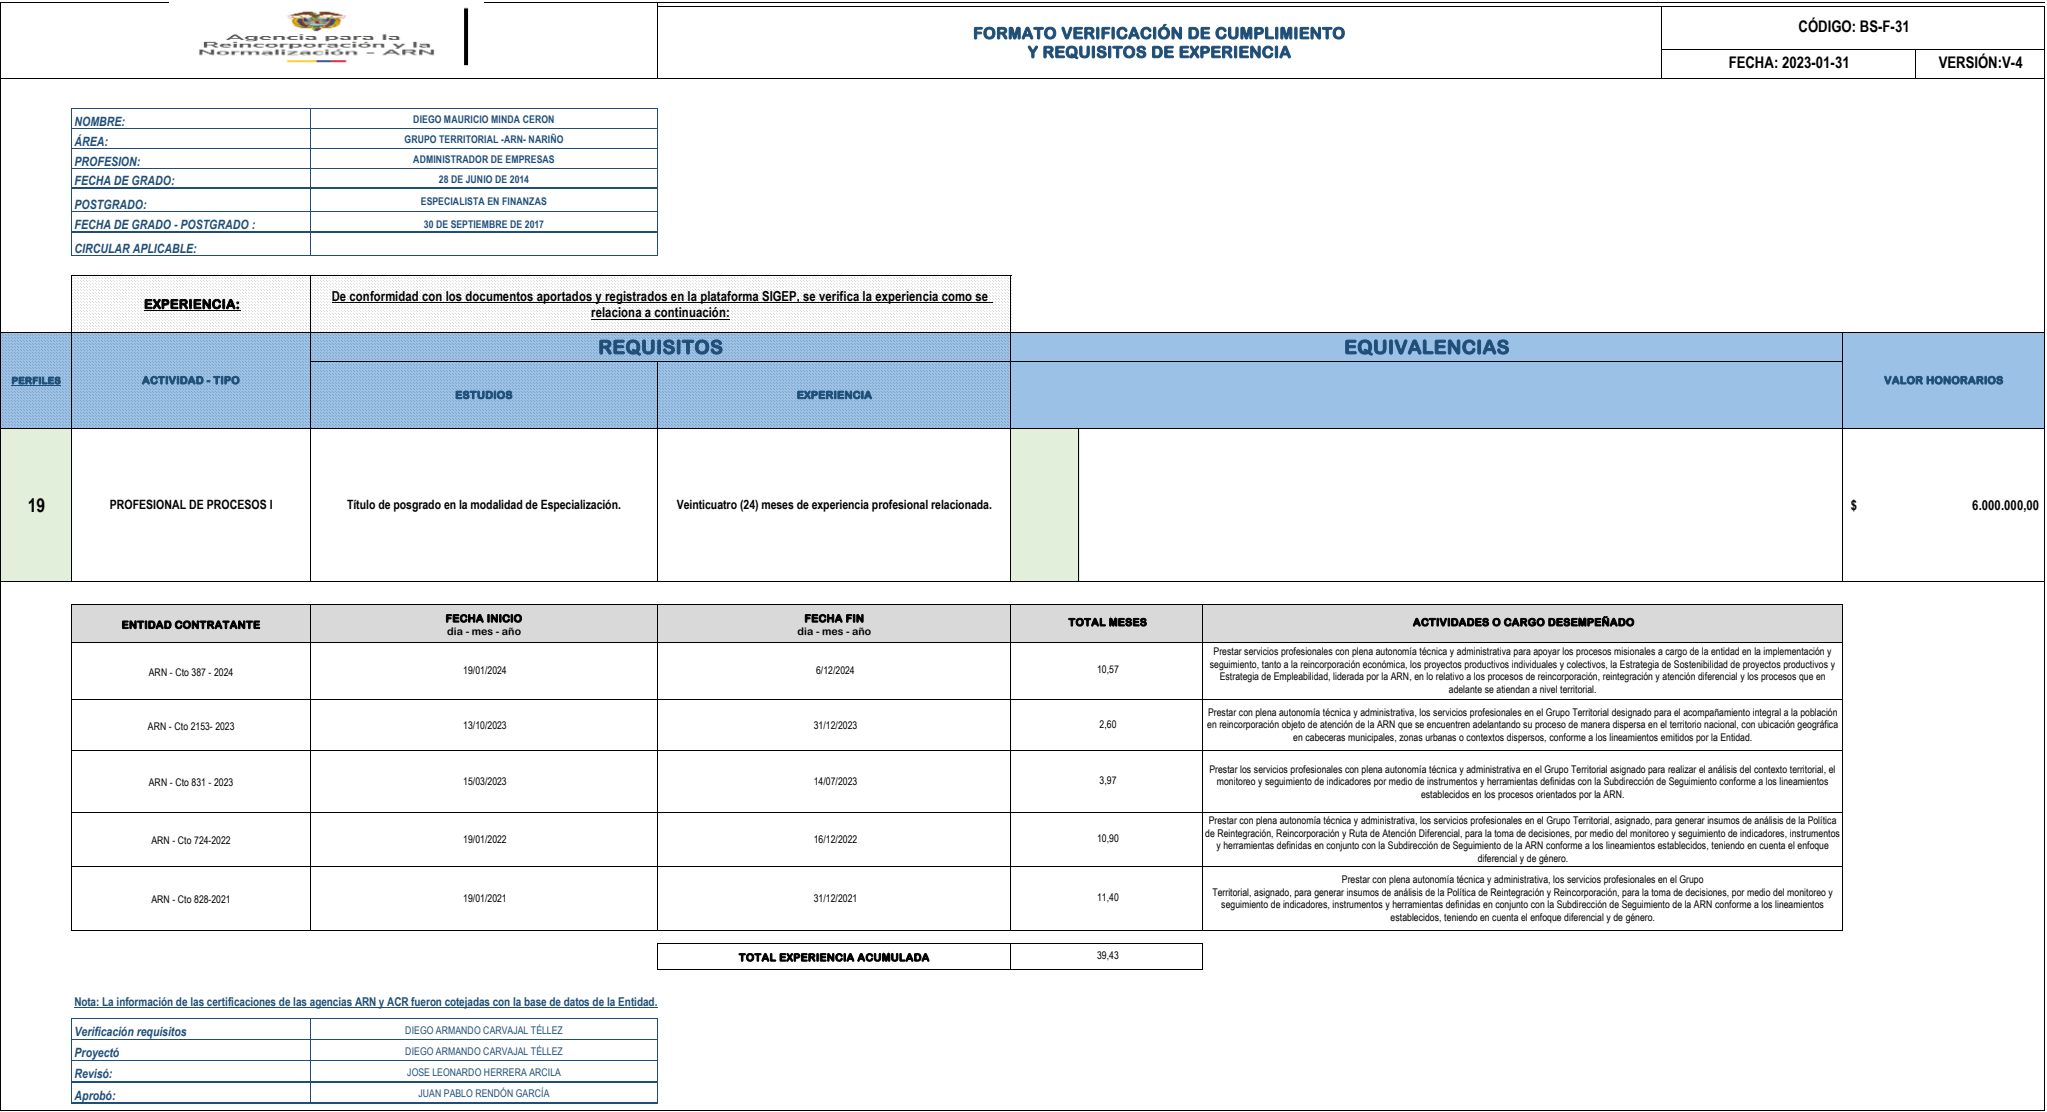 Agencia para la
Reincorporación y la
Normalización - ARN
FORMATO VERIFICACIÓN DE CUMPLIMIENTO
Y REQUISITOS DE EXPERIENCIA
CÓDIGO: BS-F-31
FECHA: 2023-01-31
VERSIÓN:V-4
NOMBRE: DIEGO MAURICIO MINDA CERON
ÁREA: GRUPO TERRITORIAL -ARN- NARIÑO
PROFESION: ADMINISTRADOR DE EMPRESAS
FECHA DE GRADO: 28 DE JUNIO DE 2014
POSTGRADO: ESPECIALISTA EN FINANZAS
FECHA DE GRADO - POSTGRADO : 30 DE SEPTIEMBRE DE 2017
CIRCULAR APLICABLE:
EXPERIENCIA:
De conformidad con los documentos aportados y registrados en la plataforma SIGEP, se verifica la experiencia como se
relaciona a continuación:
PERFILES
ACTIVIDAD - TIPO
REQUISITOS
ESTUDIOS
EXPERIENCIA
EQUIVALENCIAS
VALOR HONORARIOS
19
PROFESIONAL DE PROCESOS I
Título de posgrado en la modalidad de Especialización.
Veinticuatro (24) meses de experiencia profesional relacionada.
$ 6.000.000,00
ENTIDAD CONTRATANTE
FECHA INICIO
dia - mes - año
FECHA FIN
dia - mes - año
TOTAL MESES
ACTIVIDADES O CARGO DESEMPEÑADO
ARN - Cto 387 - 2024
19/01/2024
6/12/2024
10,57
Prestar servicios profesionales con plena autonomía técnica y administrativa para apoyar los procesos misionales a cargo de la entidad en la implementación y
seguimiento, tanto a la reincorporación económica, los proyectos productivos individuales y colectivos, la Estrategia de Sostenibilidad de proyectos productivos y
Estrategia de Empleabilidad, liderada por la ARN, en lo relativo a los procesos de reincorporación, reintegración y atención diferencial y los procesos que en
adelante se atiendan a nivel territorial.
ARN - Cto 2153- 2023
13/10/2023
31/12/2023
2,60
Prestar con plena autonomía técnica y administrativa, los servicios profesionales en el Grupo Territorial designado para el acompañamiento integral a la población
en reincorporación objeto de atención de la ARN que se encuentren adelantando su proceso de manera dispersa en el territorio nacional, con ubicación geográfica
en cabeceras municipales, zonas urbanas o contextos dispersos, conforme a los lineamientos emitidos por la Entidad.
ARN - Cto 831 - 2023
15/03/2023
14/07/2023
3,97
Prestar los servicios profesionales con plena autonomía técnica y administrativa en el Grupo Territorial asignado para realizar el análisis del contexto territorial, el
monitoreo y seguimiento de indicadores por medio de instrumentos y herramientas definidas con la Subdirección de Seguimiento conforme a los lineamientos
establecidos en los procesos orientados por la ARN.
ARN - Cto 724-2022
19/01/2022
16/12/2022
10,90
Prestar con plena autonomía técnica y administrativa, los servicios profesionales en el Grupo Territorial, asignado, para generar insumos de análisis de la Política
de Reintegración, Reincorporación y Ruta de Atención Diferencial, para la toma de decisiones, por medio del monitoreo y seguimiento de indicadores, instrumentos
y herramientas definidas en conjunto con la Subdirección de Seguimiento de la ARN conforme a los lineamientos establecidos, teniendo en cuenta el enfoque
diferencial y de género.
ARN - Cto 828-2021
19/01/2021
31/12/2021
11,40
Prestar con plena autonomía técnica y administrativa, los servicios profesionales en el Grupo
Territorial, asignado, para generar insumos de análisis de la Política de Reintegración y Reincorporación, para la toma de decisiones, por medio del monitoreo y
seguimiento de indicadores, instrumentos y herramientas definidas en conjunto con la Subdirección de Seguimiento de la ARN conforme a los lineamientos
establecidos, teniendo en cuenta el enfoque diferencial y de género.
TOTAL EXPERIENCIA ACUMULADA
39,43
Nota: La información de las certificaciones de las agencias ARN y ACR fueron cotejadas con la base de datos de la Entidad.
Verificación requisitos DIEGO ARMANDO CARVAJAL TÉLLEZ
Proyectó DIEGO ARMANDO CARVAJAL TÉLLEZ
Revisó: JOSE LEONARDO HERRERA ARCILA
Aprobó: JUAN PABLO RENDÓN GARCÍA